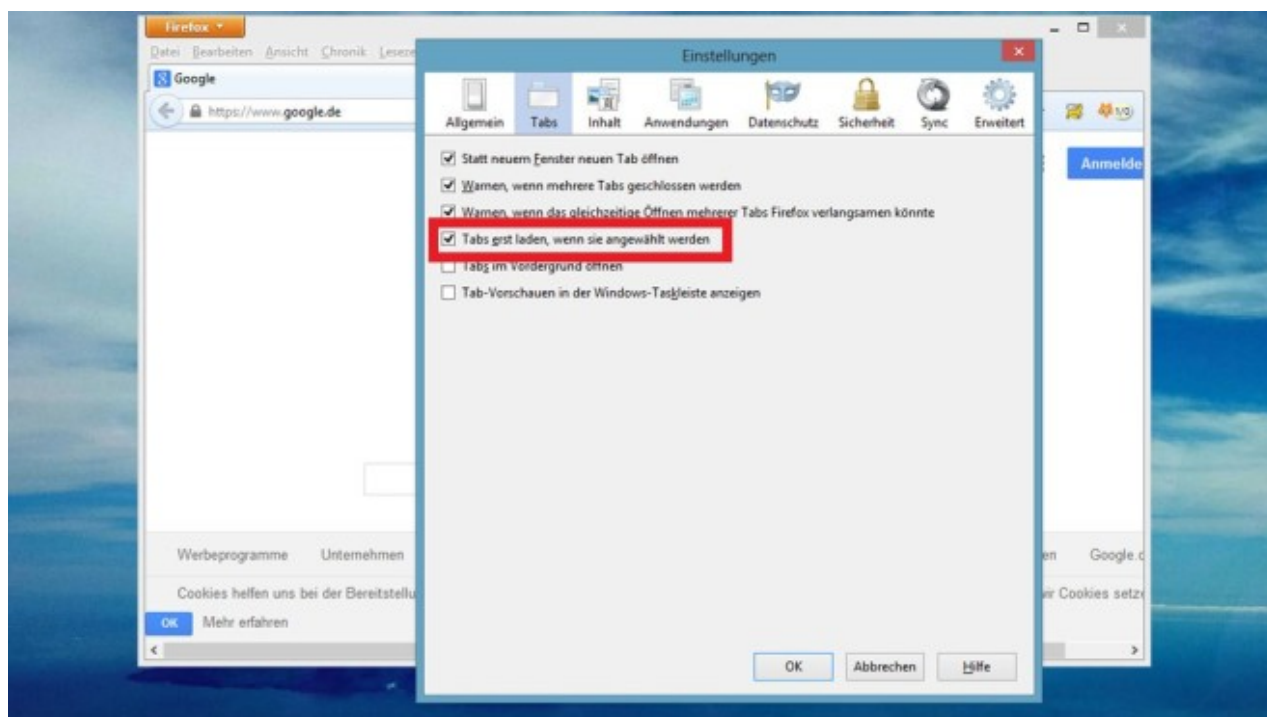 Firefox
Datei Bearbeiten Ansicht Chronik Leseze
Google
https://www.google.de
Anmelde
Einstellungen
Allgemein Tabs Inhalt Anwendungen Datenschutz Sicherheit Sync Erweitert
Statt neuem Fenster neuen Tab öffnen
Warnen, wenn mehrere Tabs geschlossen werden
Warnen, wenn das gleichzeitige Öffnen mehrerer Tabs Firefox verlangsamen könnte
Tabs erst laden, wenn sie angewählt werden
Tabs im Vordergrund öffnen
Tab-Vorschauen in der Windows-Taskleiste anzeigen
Werbeprogramme Unternehmen
en Google.d
Cookies helfen uns bei der Bereitstellu
wir Cookies setze
OK Mehr erfahren
OK Abbrechen Hilfe